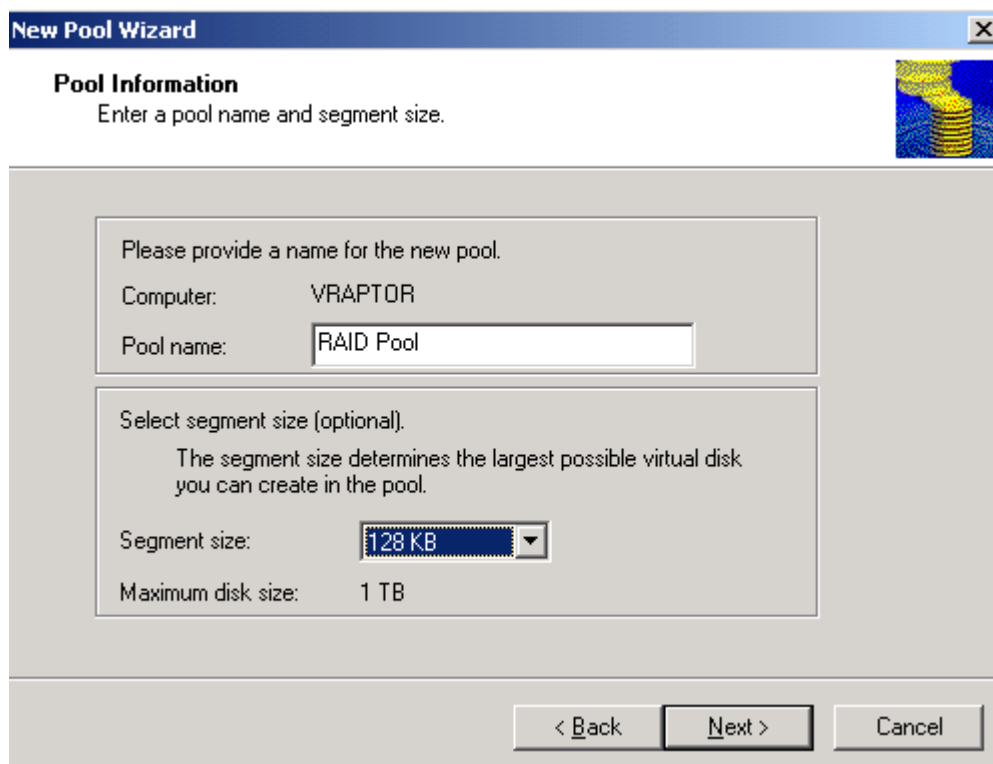 New Pool Wizard
Pool Information
Enter a pool name and segment size.
Please provide a name for the new pool.
Computer: VRAPTOR
Pool name: RAID Pool
Select segment size (optional).
The segment size determines the largest possible virtual disk
you can create in the pool.
Segment size: 128 KB
Maximum disk size: 1 TB
< Back Next > Cancel